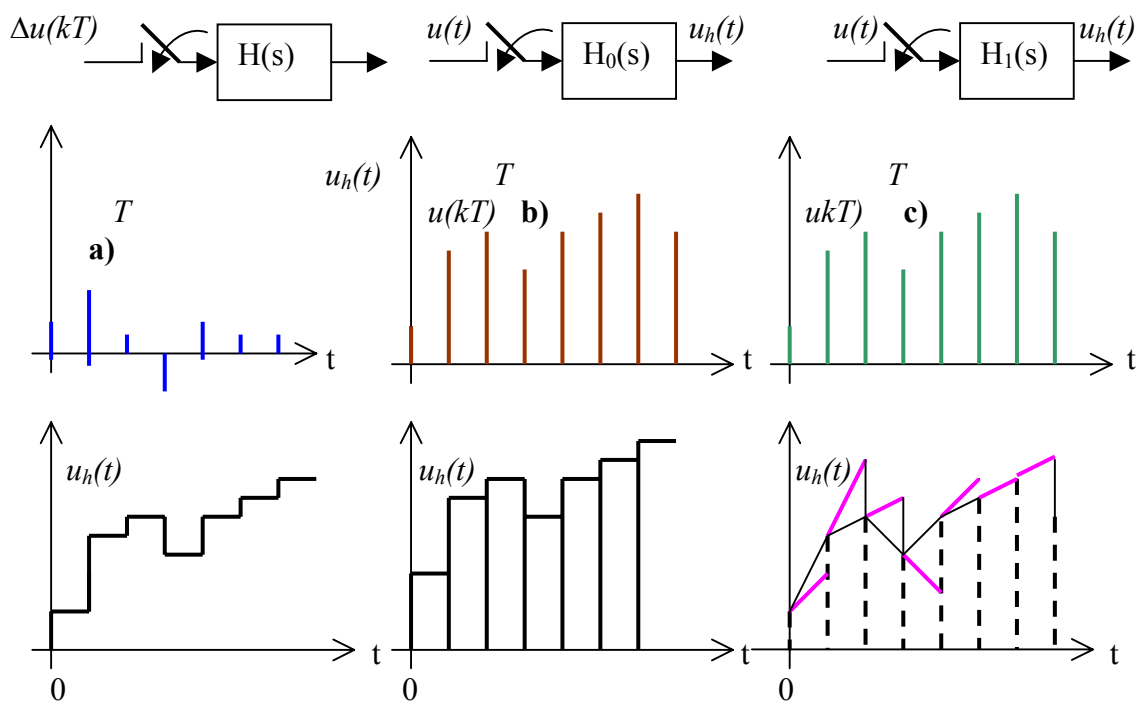 Δu(kT) H(s) u(t) H₀(s) uₕ(t) u(t) H₁(s) uₕ(t)
uₕ(t) T T T
u(kT) b) ukT) c)
a)
t t t
uₕ(t) uₕ(t) uₕ(t)
t t t
0 0 0